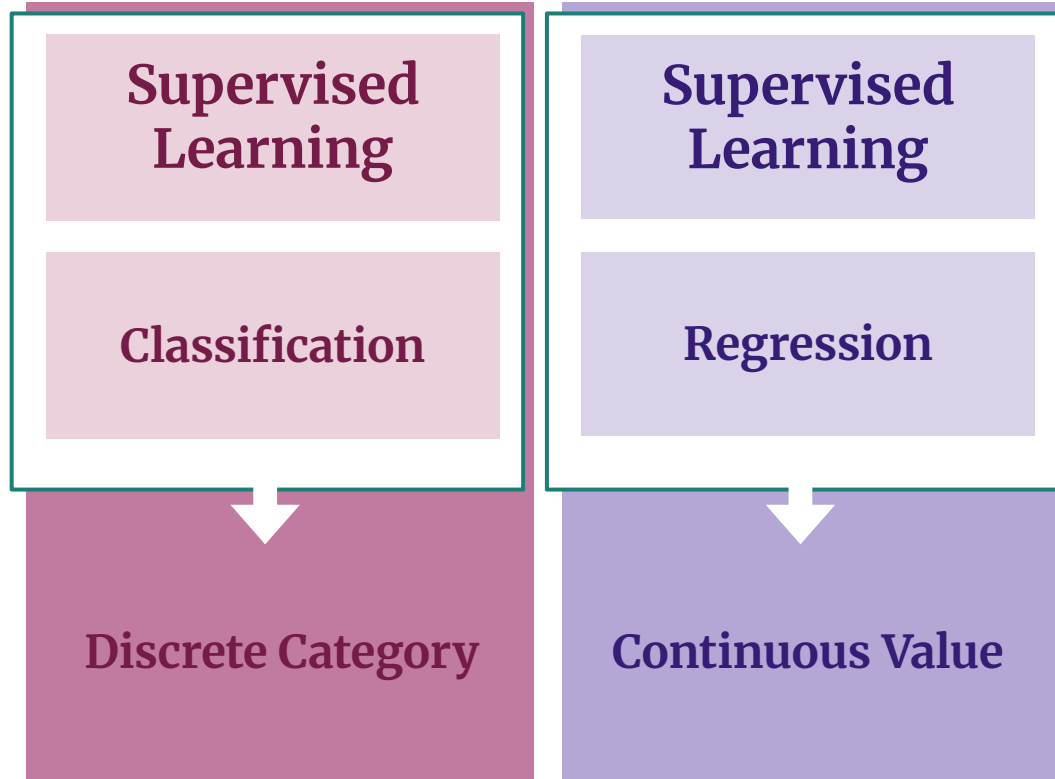 Supervised
Learning
Classification
Discrete Category
Supervised
Learning
Regression
Continuous Value